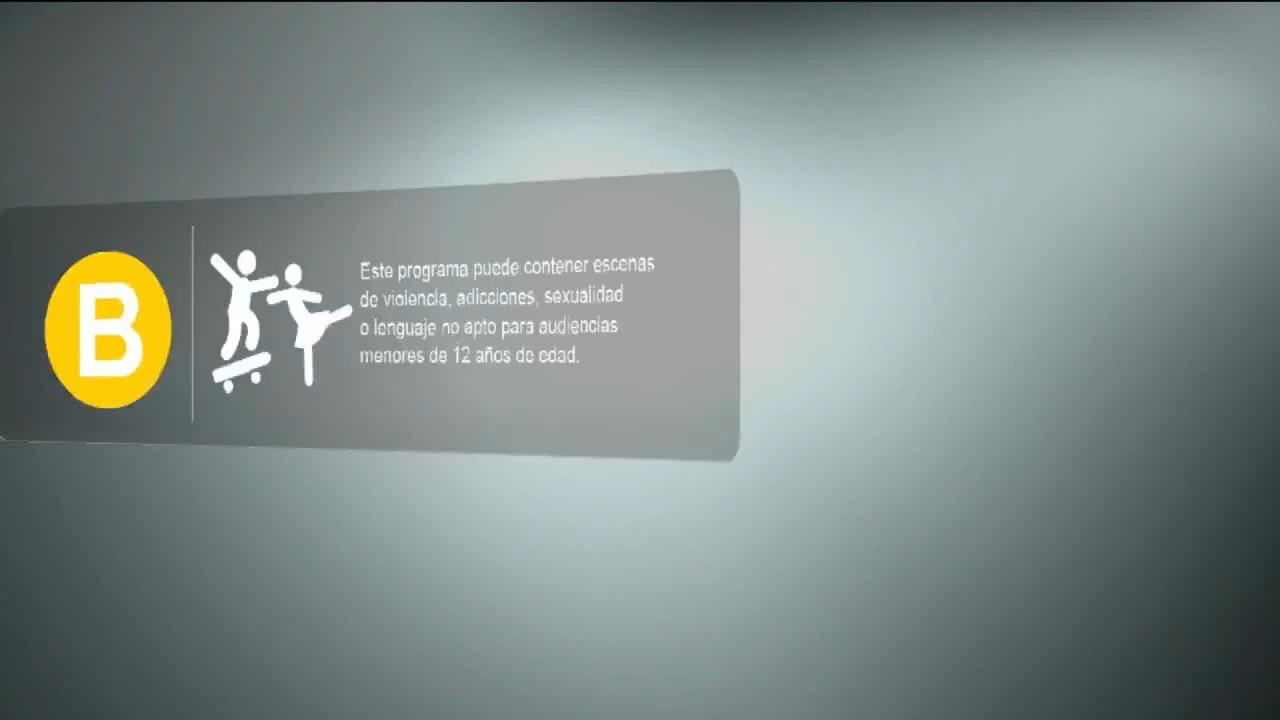 B
Este programa puede contener escenas
de violencia, adicciones, sexualidad
o lenguaje no apto para audiencias
menores de 12 años de edad.